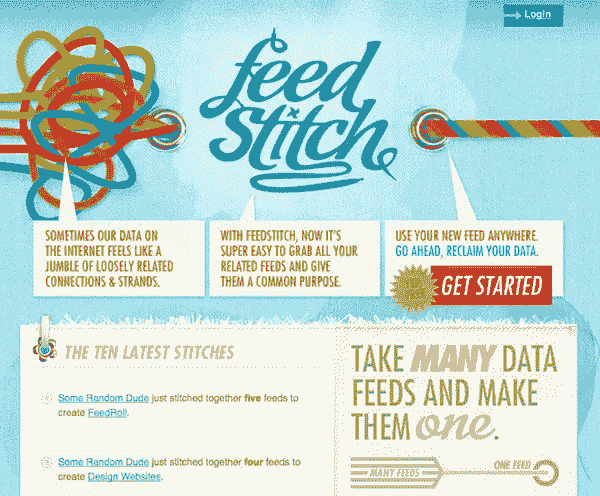 Login
feed
stitch
SOMETIMES OUR DATA ON
THE INTERNET FEELS LIKE A
JUMBLE OF LOOSELY RELATED
CONNECTIONS & STRANDS.
WITH FEEDSTITCH, NOW IT'S
SUPER EASY TO GRAB ALL YOUR
RELATED FEEDS AND GIVE
THEM A COMMON PURPOSE.
USE YOUR NEW FEED ANYWHERE.
GO AHEAD, RECLAIM YOUR DATA.
GET STARTED
THE TEN LATEST STITCHES
Some Random Dude just stitched together five feeds to
create FeedRoll.
Some Random Dude just stitched together four feeds to
create Design Websites.
TAKE MANY DATA
FEEDS AND MAKE
THEM one.
MANY FEEDS
ONE FEED